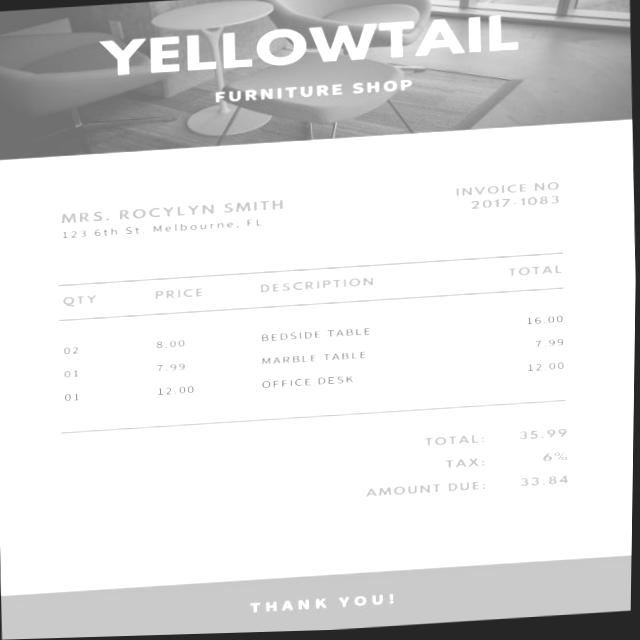 YELLOWTAIL
FURNITURE SHOP
MRS. ROCYLYN SMITH
123 6th St. Melbourne, FL
INVOICE NO
2017-1083
QTY PRICE DESCRIPTION TOTAL
02 8.00 BEDSIDE TABLE 16.00
01 7.99 MARBLE TABLE 7.99
01 12.00 OFFICE DESK 12.00
TOTAL: 35.99
TAX: 6%
AMOUNT DUE: 33.84
THANK YOU!